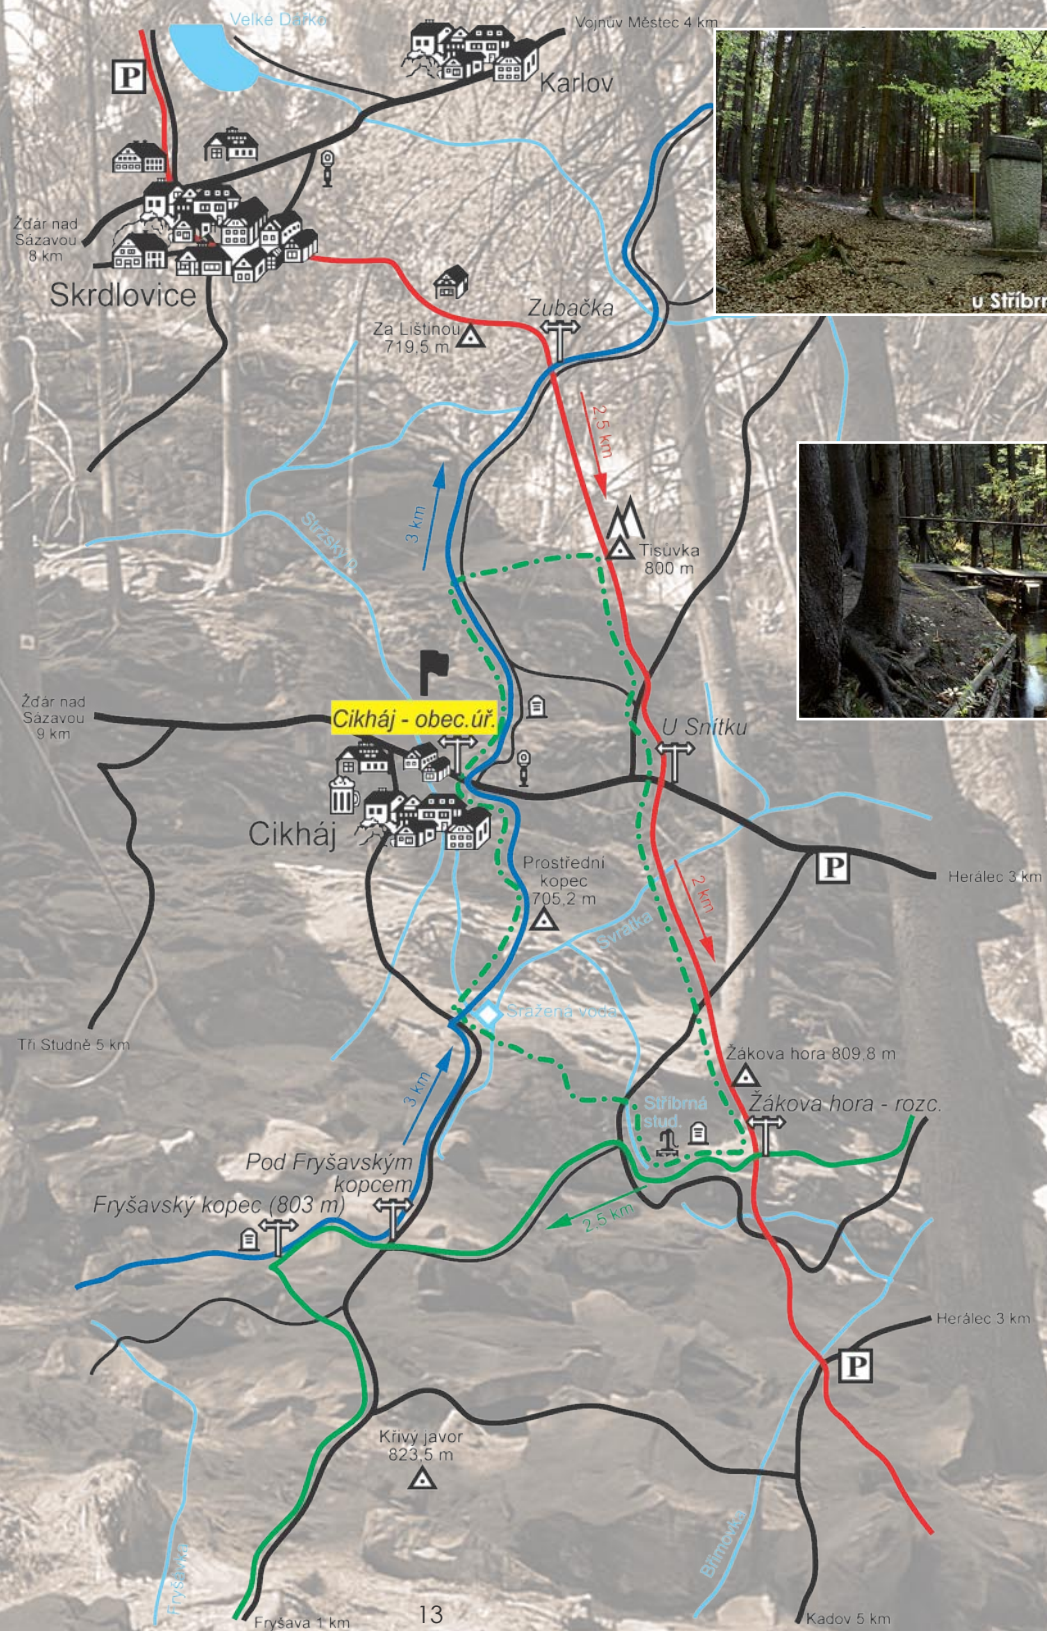 Velké Dářko
Vojnův Městec 4 km
P
Karlov
Žďár nad
Sázavou
8 km
Skrdlovice
u Stříbr
Zubačka
Za Lištinou
719,5 m
2,5 km
3 km
Stržský p.
Tisůvka
800 m
Žďár nad
Sázavou
9 km
Cikháj - obec.úř.
U Snítku
Cikháj
Prostřední
kopec
705,2 m
P
Herálec 3 km
2 km
Svratka
Sražená voda
Tři Studně 5 km
Žákova hora 809,8 m
3 km
Stříbrná
stud.
Žákova hora - rozc.
Pod Fryšavským
kopcem
Fryšavský kopec (803 m)
2,5 km
Herálec 3 km
P
Křivý javor
823,5 m
Fryšávka
Břimovka
Fryšava 1 km
13
Kadov 5 km